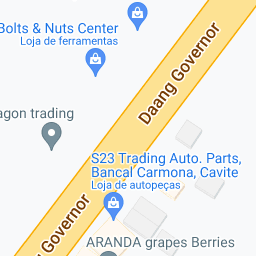 Bolts & Nuts Center
Loja de ferramentas
Daang Governor
agon trading
S23 Trading Auto. Parts,
Bancal Carmona, Cavite
Loja de autopeças
Governor
ARANDA grapes Berries